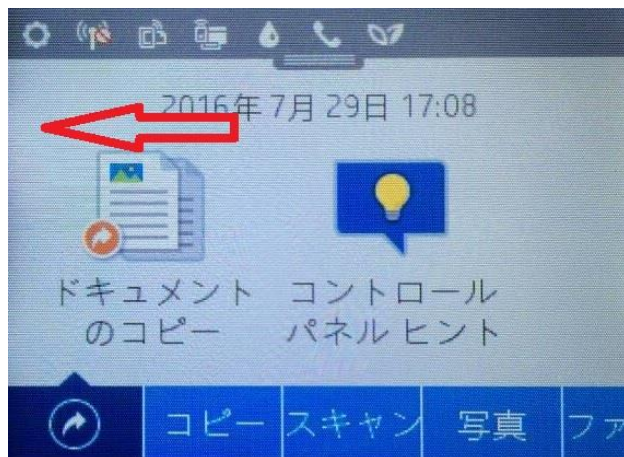 2016年 7月 29日 17:08
ドキュメント
のコピー
コントロール
パネル ヒント
コピー
スキャン
写真
ファ